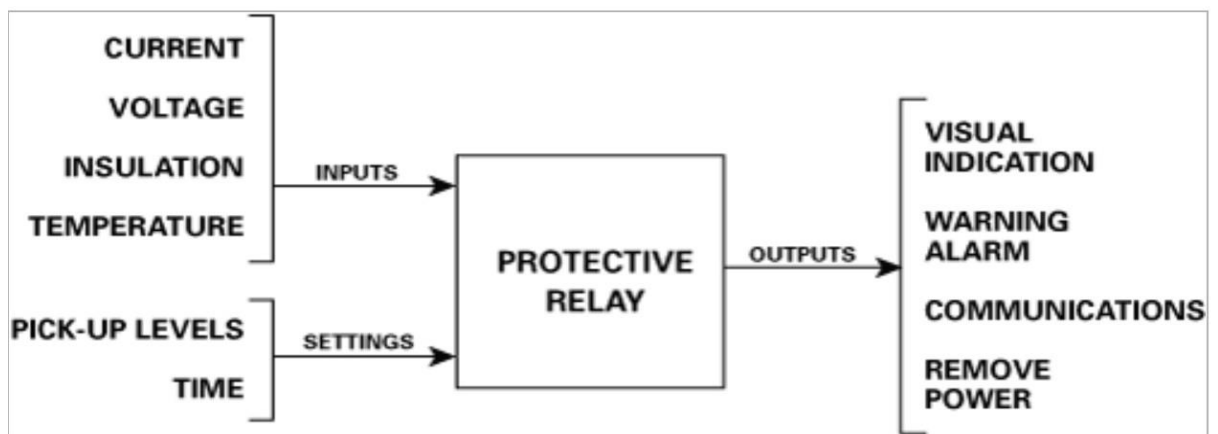 CURRENT
VOLTAGE
INSULATION
TEMPERATURE
INPUTS
PICK-UP LEVELS
TIME
SETTINGS
PROTECTIVE
RELAY
OUTPUTS
VISUAL
INDICATION
WARNING
ALARM
COMMUNICATIONS
REMOVE
POWER